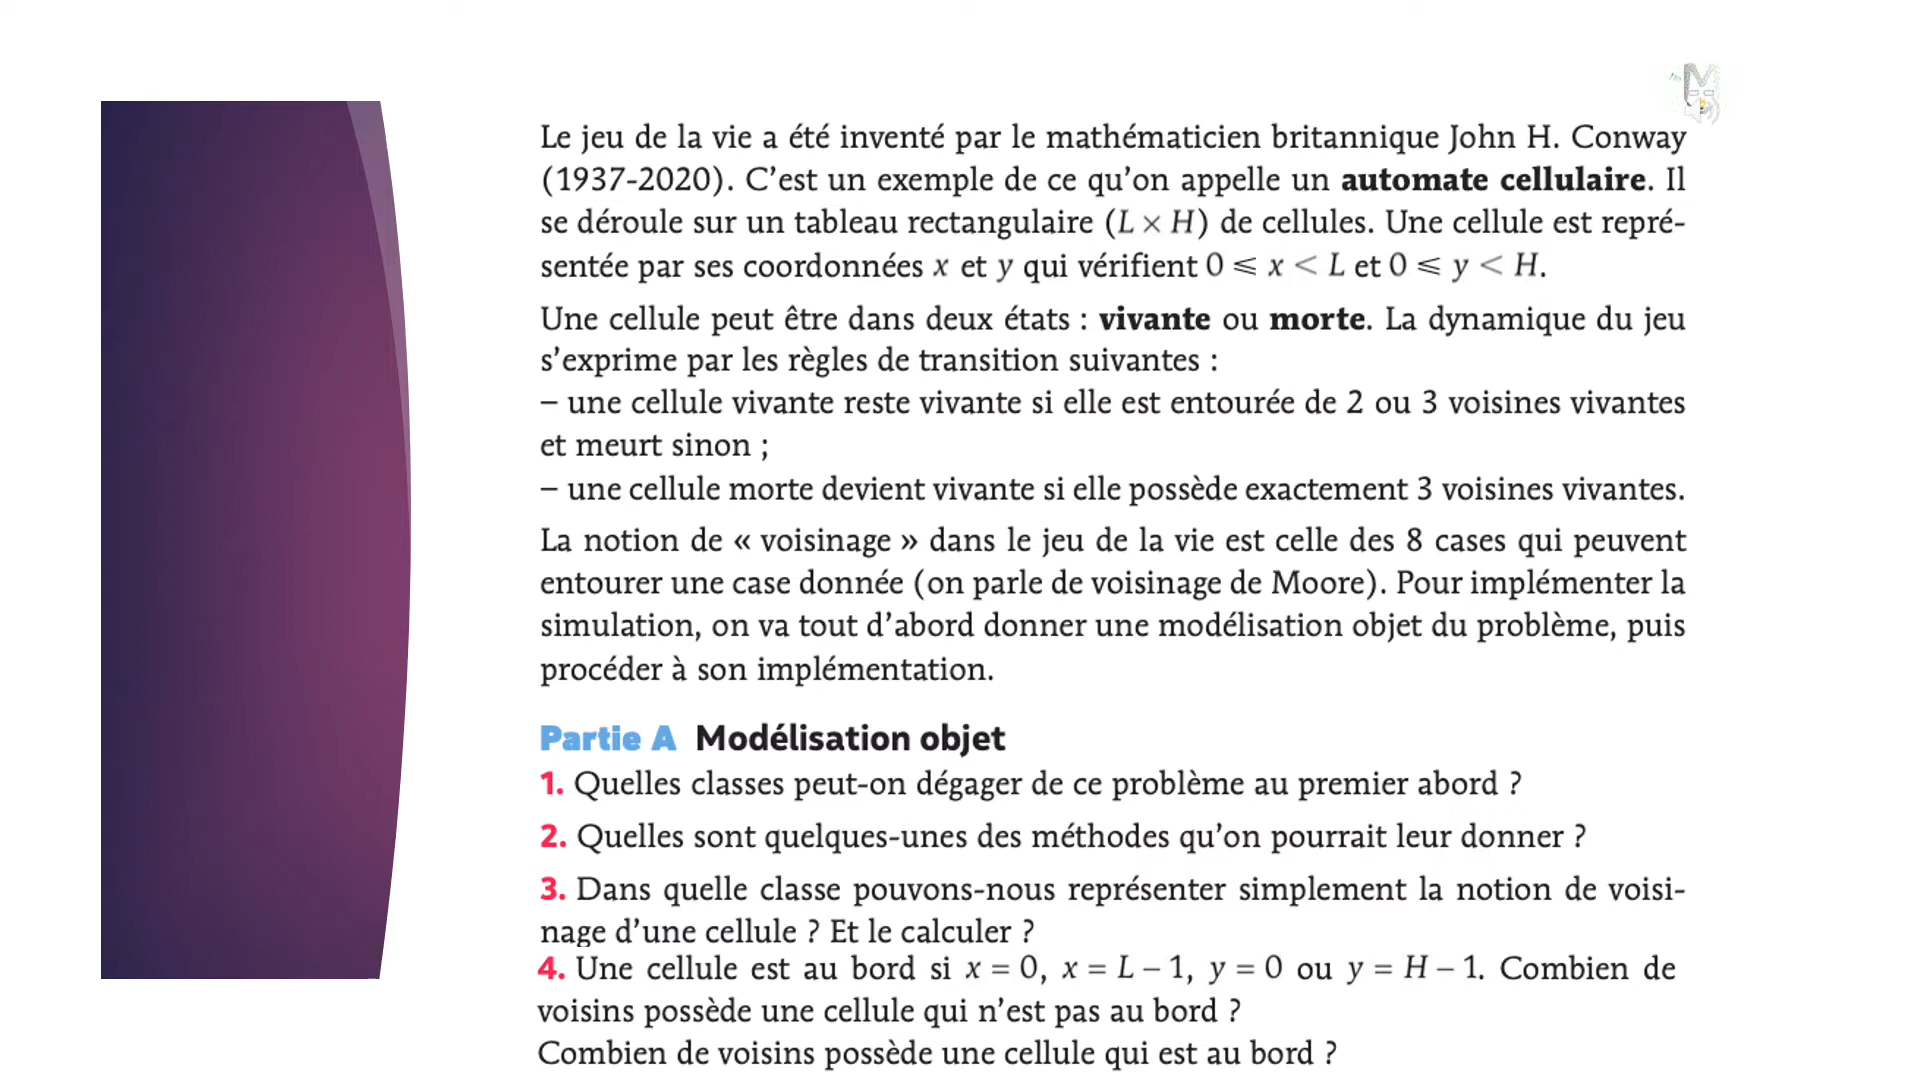 Le jeu de la vie a été inventé par le mathématicien britannique John H. Conway
(1937-2020). C’est un exemple de ce qu’on appelle un automate cellulaire. Il
se déroule sur un tableau rectangulaire (L × H) de cellules. Une cellule est repré-
sentée par ses coordonnées x et y qui vérifient 0 ⩽ x < L et 0 ⩽ y < H.
Une cellule peut être dans deux états : vivante ou morte. La dynamique du jeu
s’exprime par les règles de transition suivantes :
– une cellule vivante reste vivante si elle est entourée de 2 ou 3 voisines vivantes
et meurt sinon ;
– une cellule morte devient vivante si elle possède exactement 3 voisines vivantes.
La notion de « voisinage » dans le jeu de la vie est celle des 8 cases qui peuvent
entourer une case donnée (on parle de voisinage de Moore). Pour implémenter la
simulation, on va tout d’abord donner une modélisation objet du problème, puis
procéder à son implémentation.
Partie A Modélisation objet
1. Quelles classes peut-on dégager de ce problème au premier abord ?
2. Quelles sont quelques-unes des méthodes qu’on pourrait leur donner ?
3. Dans quelle classe pouvons-nous représenter simplement la notion de voisi-
nage d’une cellule ? Et le calculer ?
4. Une cellule est au bord si x = 0, x = L – 1, y = 0 ou y = H – 1. Combien de
voisins possède une cellule qui n’est pas au bord ?
Combien de voisins possède une cellule qui est au bord ?